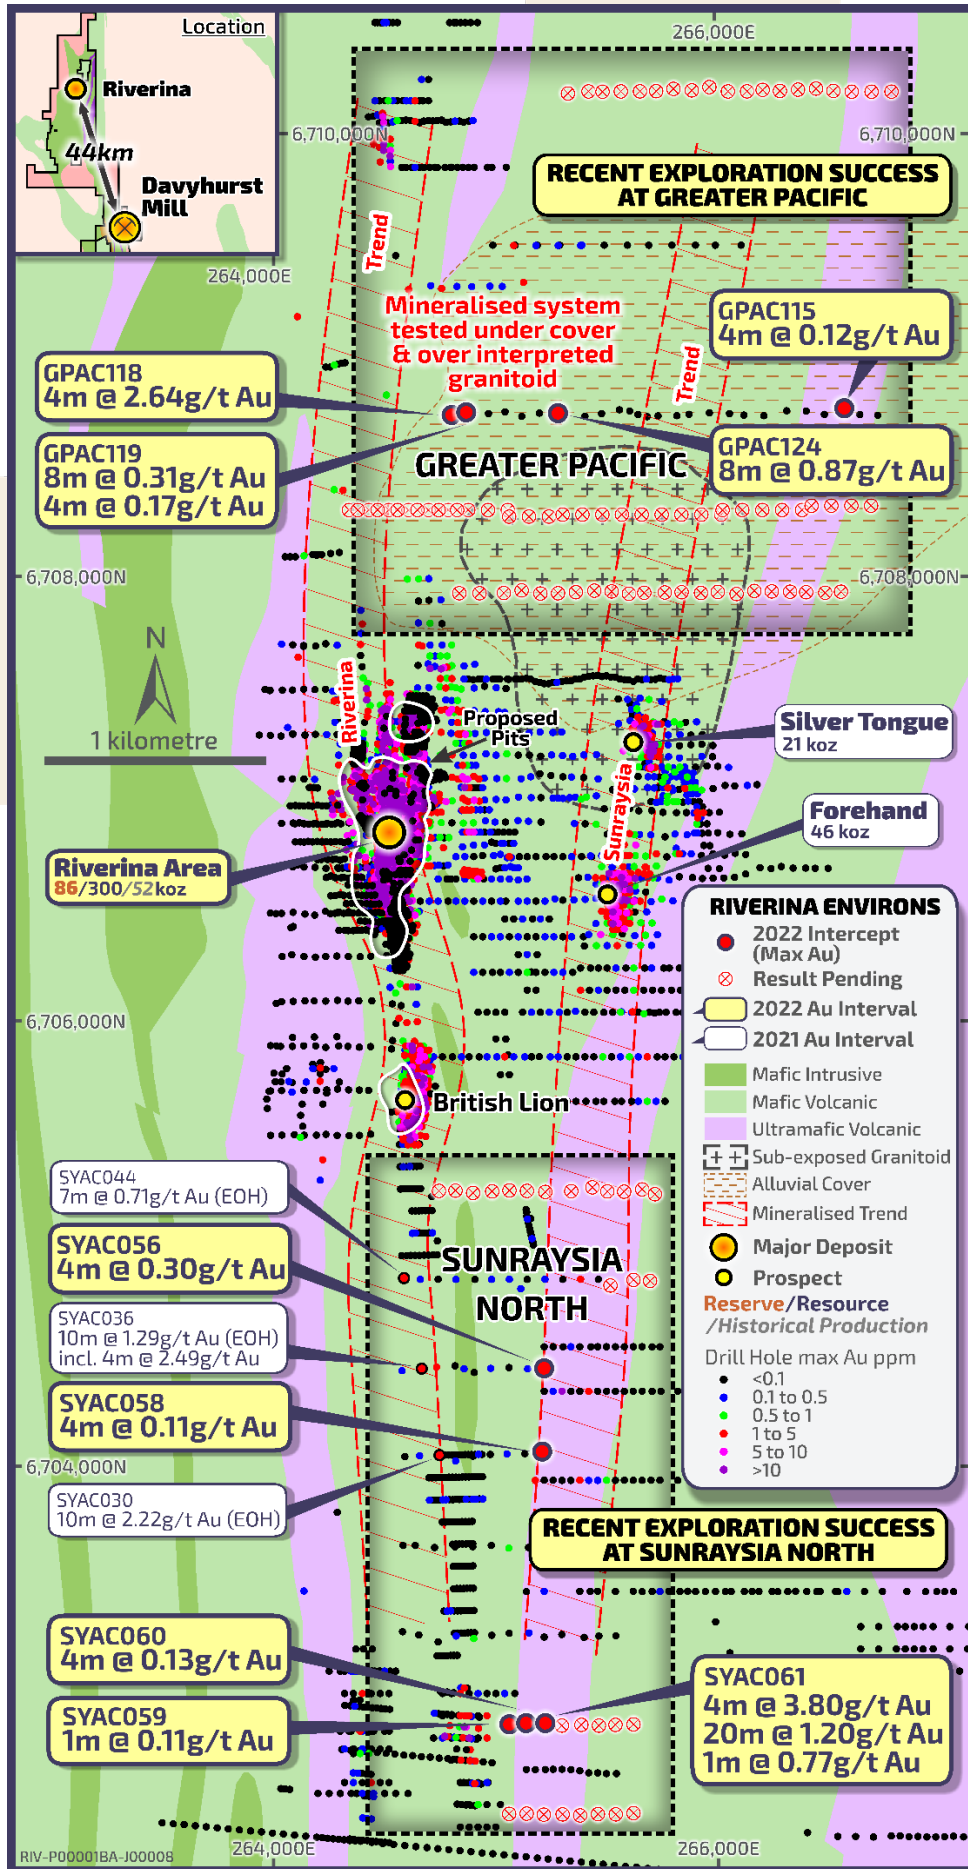 Location
Riverina
44km
Davyhurst
Mill
266,000E
6,710,000N
6,710,000N
RECENT EXPLORATION SUCCESS
AT GREATER PACIFIC
264,000E
Trend
Mineralised system
tested under cover
& over interpreted
granitoid
GPAC115
4m @ 0.12g/t Au
Trend
GPAC118
4m @ 2.64g/t Au
GPAC119
8m @ 0.31g/t Au
4m @ 0.17g/t Au
GREATER PACIFIC
GPAC124
8m @ 0.87g/t Au
6,708,000N
6,708,000N
N
1 kilometre
Riverina
Proposed
Pits
Silver Tongue
21 koz
Sunraysia
Forehand
46 koz
Riverina Area
86/300/52koz
6,706,000N
British Lion
RIVERINA ENVIRONS
2022 Intercept
(Max Au)
Result Pending
2022 Au Interval
2021 Au Interval
Mafic Intrusive
Mafic Volcanic
Ultramafic Volcanic
Sub-exposed Granitoid
Alluvial Cover
Mineralised Trend
Major Deposit
Prospect
Reserve/Resource
/Historical Production
Drill Hole max Au ppm
<0.1
0.1 to 0.5
0.5 to 1
1 to 5
5 to 10
>10
SYAC044
7m @ 0.71g/t Au (EOH)
SYAC056
4m @ 0.30g/t Au
SUNRAYSIA
NORTH
SYAC036
10m @ 1.29g/t Au (EOH)
incl. 4m @ 2.49g/t Au
SYAC058
4m @ 0.11g/t Au
6,704,000N
SYAC030
10m @ 2.22g/t Au (EOH)
RECENT EXPLORATION SUCCESS
AT SUNRAYSIA NORTH
SYAC060
4m @ 0.13g/t Au
SYAC059
1m @ 0.11g/t Au
SYAC061
4m @ 3.80g/t Au
20m @ 1.20g/t Au
1m @ 0.77g/t Au
264,000E
266,000E
RIV-P00001BA-J00008